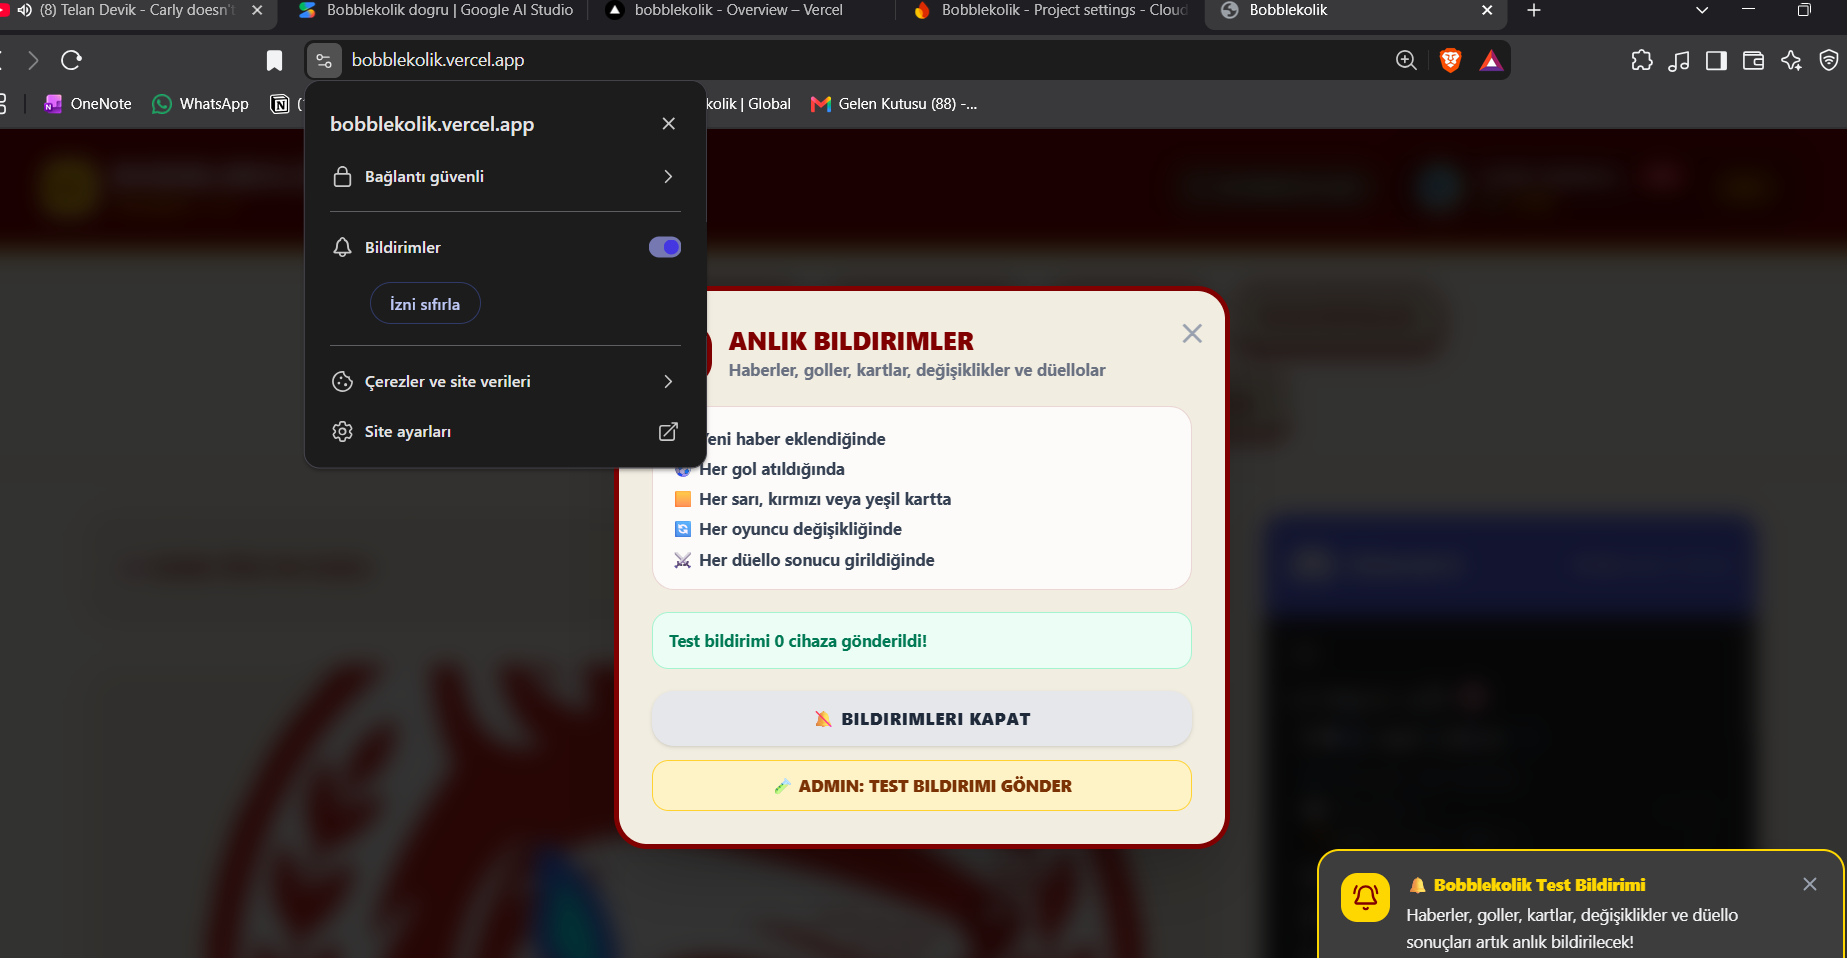 (8) Telan Devik - Carly doesn't
Bobblekolik dogru | Google AI Studio
bobblekolik - Overview – Vercel
Bobblekolik - Project settings - Cloud
Bobblekolik
bobblekolik.vercel.app
OneNote
WhatsApp
kolik | Global
Gelen Kutusu (88) -...
bobblekolik.vercel.app
Bağlantı güvenli
Bildirimler
İzni sıfırla
Çerezler ve site verileri
Site ayarları
ANLIK BILDIRIMLER
Haberler, goller, kartlar, değişiklikler ve düellolar
Yeni haber eklendiğinde
Her gol atıldığında
Her sarı, kırmızı veya yeşil kartta
Her oyuncu değişikliğinde
Her düello sonucu girildiğinde
Test bildirimi 0 cihaza gönderildi!
BILDIRIMLERI KAPAT
ADMIN: TEST BILDIRIMI GÖNDER
Bobblekolik Test Bildirimi
Haberler, goller, kartlar, değişiklikler ve düello
sonuçları artık anlık bildirilecek!